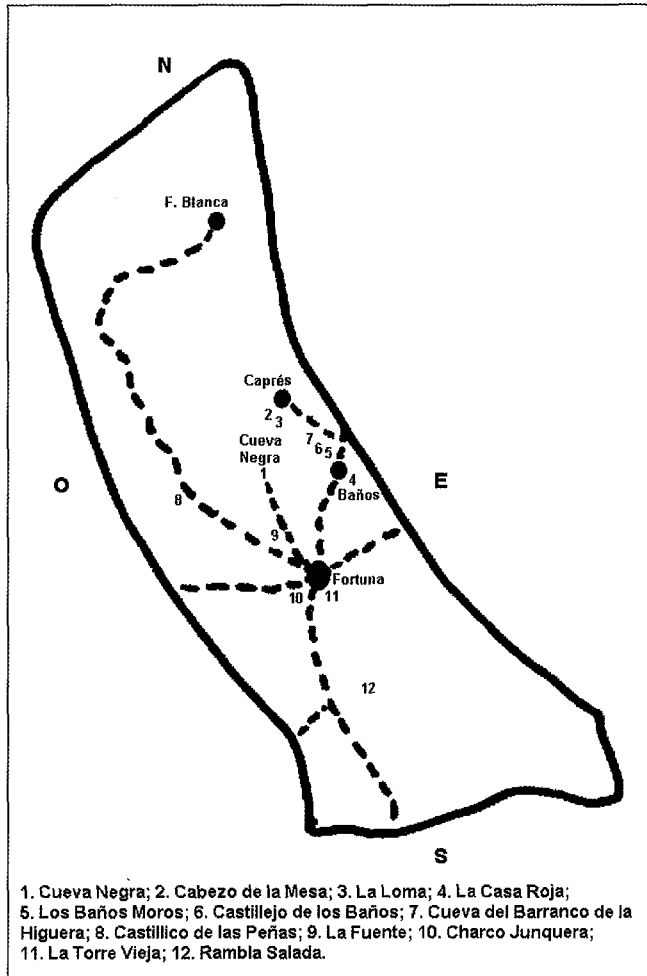 N
F. Blanca
Caprés
2 3
7
6 5
Cueva
Negra
1
4
E
O
Baños
8
9
Fortuna
10 11
12
S
1. Cueva Negra; 2. Cabezo de la Mesa; 3. La Loma; 4. La Casa Roja;
5. Los Baños Moros; 6. Castillejo de los Baños; 7. Cueva del Barranco de la
Higuera; 8. Castillico de las Peñas; 9. La Fuente; 10. Charco Junquera;
11. La Torre Vieja; 12. Rambla Salada.